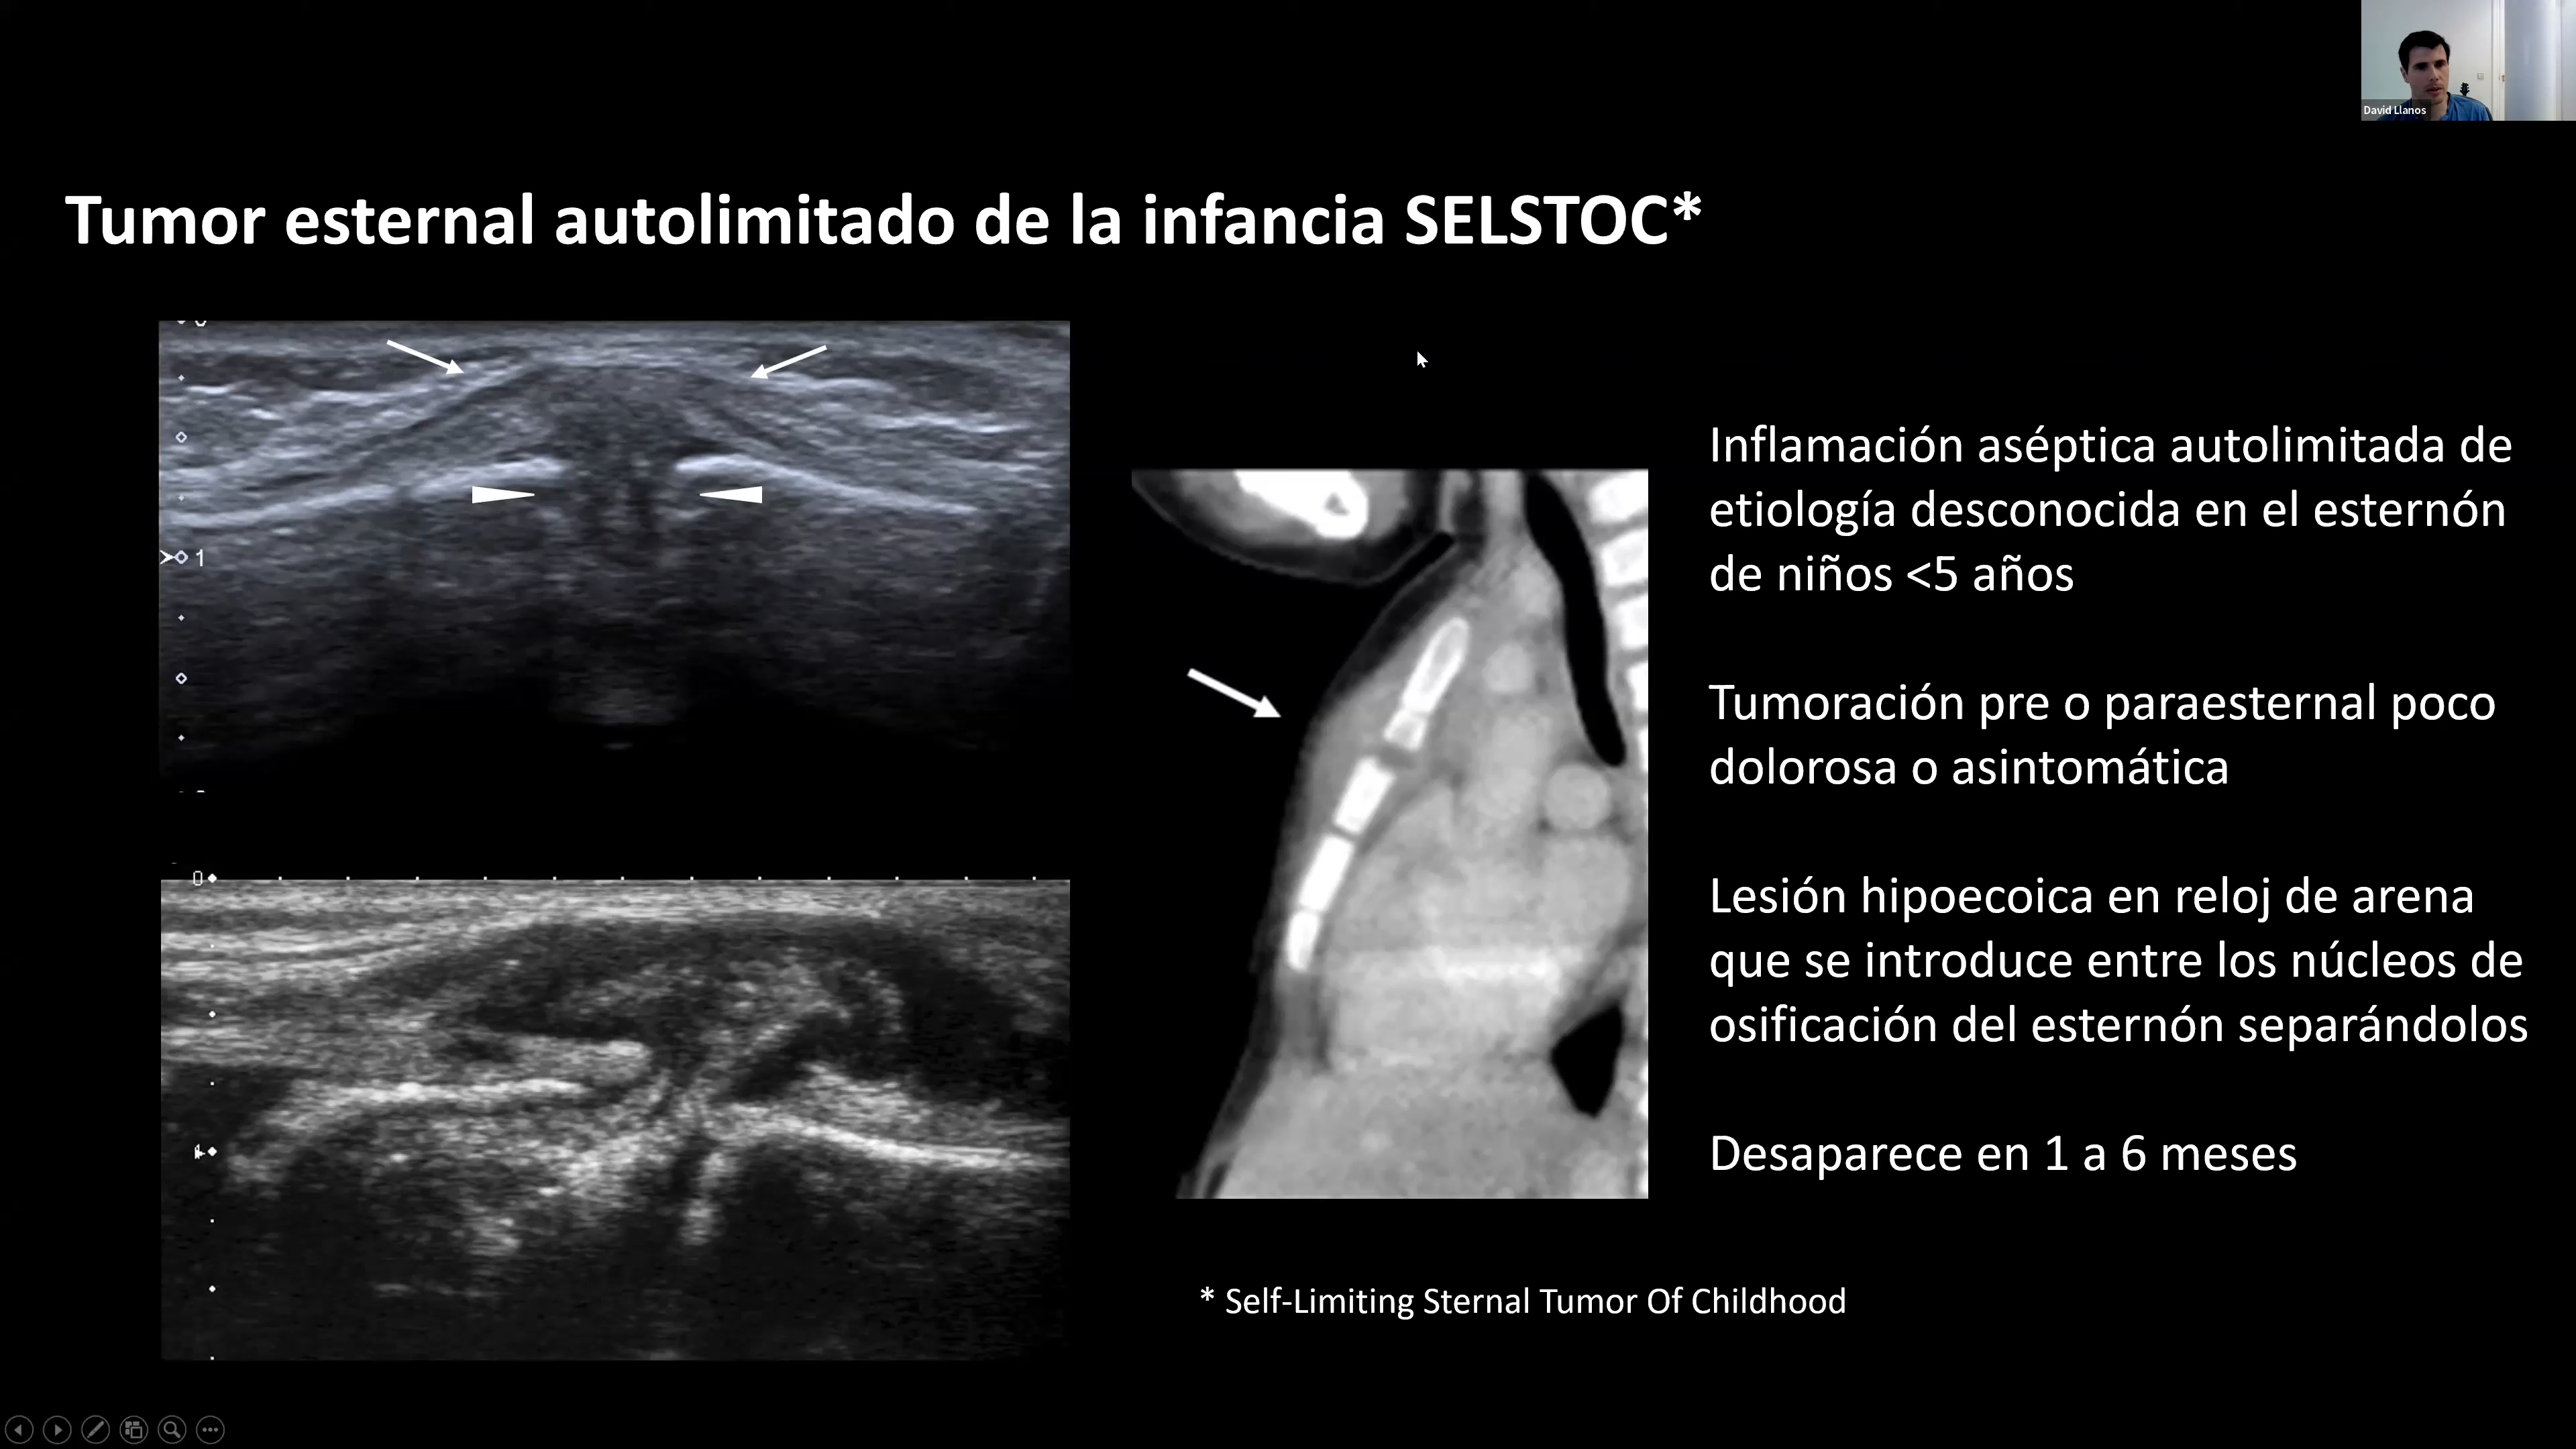 David Llanos
Tumor esternal autolimitado de la infancia SELSTOC*
1
0
Inflamación aséptica autolimitada de
etiología desconocida en el esternón
de niños <5 años
Tumoración pre o paraesternal poco
dolorosa o asintomática
Lesión hipoecoica en reloj de arena
que se introduce entre los núcleos de
osificación del esternón separándolos
Desaparece en 1 a 6 meses
* Self-Limiting Sternal Tumor Of Childhood